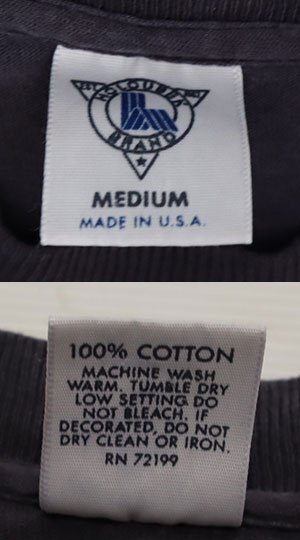 HOLOUBEK
BRAND
MEDIUM
MADE IN U.S.A.
100% COTTON
MACHINE WASH
WARM. TUMBLE DRY
LOW SETTING DO
NOT BLEACH. IF
DECORATED, DO NOT
DRY CLEAN OR IRON.
RN 72199